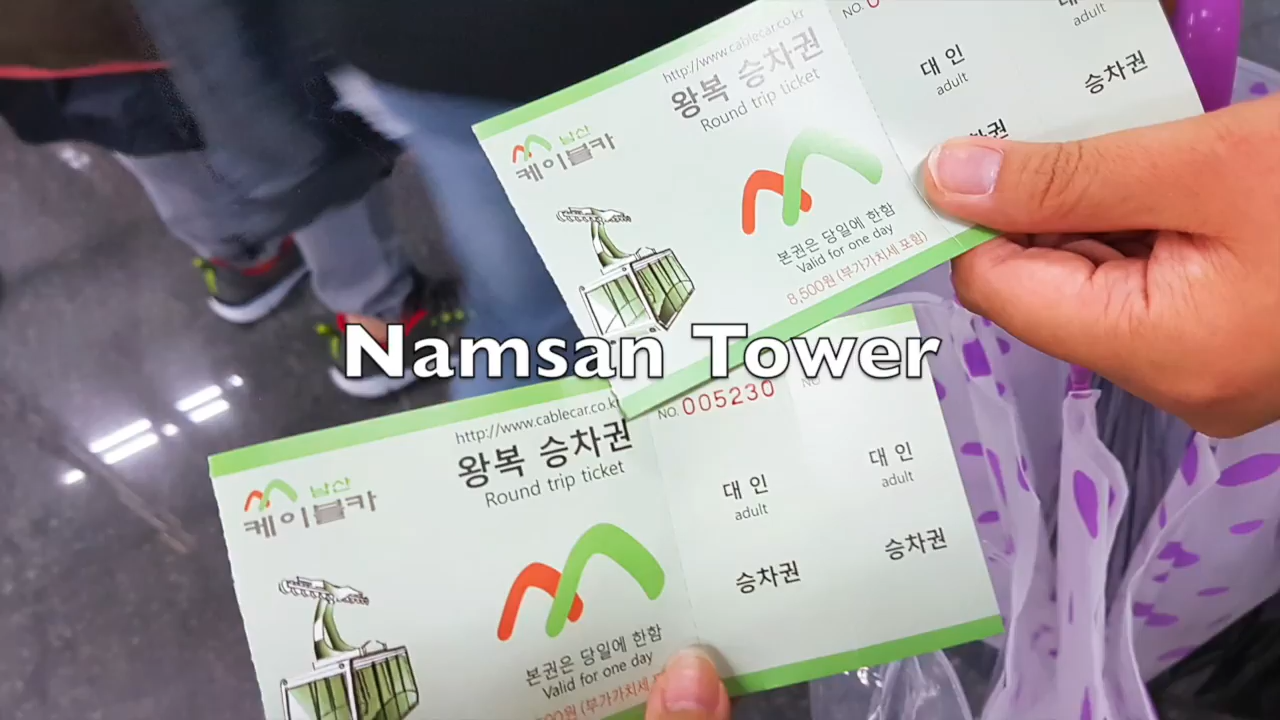 http://www.cablecar.co.kr
왕복 승차권
Round trip ticket
남산
케이블카
본권은 당일에 한함
Valid for one day
8,500원 (부가가치세 포함)
NO.
대 인
adult
승차권
adult
승차권
Namsan Tower
http://www.cablecar.co.kr
왕복 승차권
Round trip ticket
남산
케이블카
본권은 당일에 한함
Valid for one day
NO. 005230
대 인
adult
승차권
NO
대 인
adult
승차권